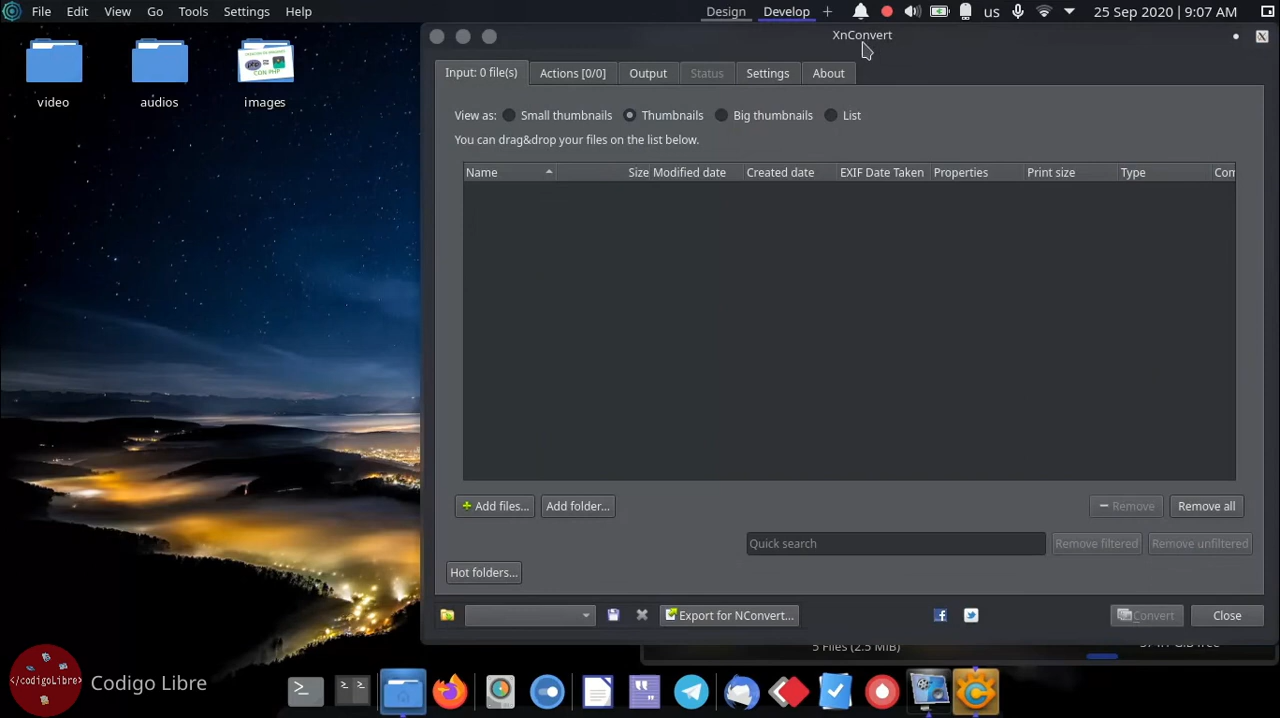 File Edit View Go Tools Settings Help
Design Develop + us 25 Sep 2020 | 9:07 AM
XnConvert
Input: 0 file(s) Actions [0/0] Output Status Settings About
View as: Small thumbnails Thumbnails Big thumbnails List
You can drag&drop your files on the list below.
Name Size Modified date Created date EXIF Date Taken Properties Print size Type Com
video audios images
CON PHP
Add files... Add folder... Remove Remove all
Quick search Remove filtered Remove unfiltered
Hot folders...
Export for NConvert... Convert Close
5 Files (2.5 MiB)
</codigoLibre> Codigo Libre